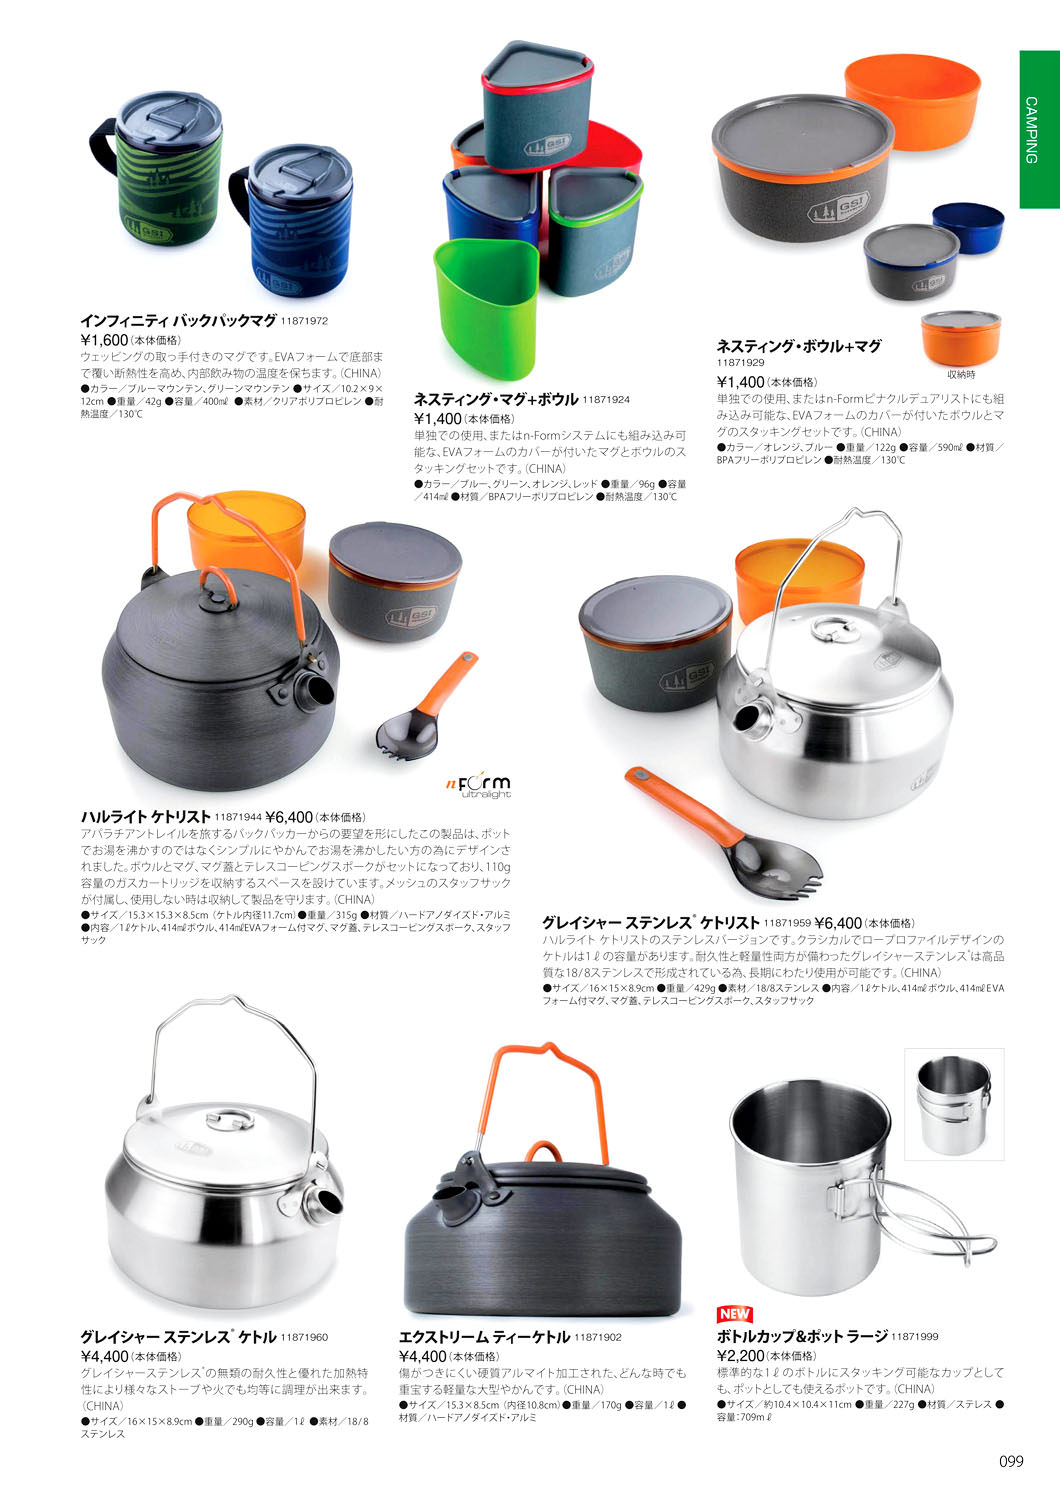 CAMPING
GSI
GSI
GSI
GSI
GSI
インフィニティ バックパックマグ 11871972
¥1,600(本体価格)
ウェッビングの取っ手付きのマグです。EVAフォームで底部ま
で覆い断熱性を高め、内部飲み物の温度を保ちます。(CHINA)
●カラー／ブルーマウンテン、グリーンマウンテン ●サイズ／10.2×9×
12cm ●重量／42g ●容量／400㎖ ●素材／クリアポリプロピレン ●耐
熱温度／130℃
ネスティング・マグ+ボウル 11871924
¥1,400(本体価格)
単独での使用、またはn-Formシステムにも組み込み可
能な、EVAフォームのカバーが付いたマグとボウルのス
タッキングセットです。(CHINA)
●カラー／ブルー、グリーン、オレンジ、レッド ●重量／96g ●容量
／414㎖ ●材質／BPAフリーポリプロピレン ●耐熱温度／130℃
収納時
ネスティング・ボウル+マグ
11871929
¥1,400(本体価格)
単独での使用、またはn-Formピナクルデュアリストにも組
み込み可能な、EVAフォームのカバーが付いたボウルとマ
グのスタッキングセットです。(CHINA)
●カラー／オレンジ、ブルー ●重量／122g ●容量／590㎖ ●材質／
BPAフリーポリプロピレン ●耐熱温度／130℃
GSI
GSI
nFORM
ultralight
ハルライト ケトリスト 11871944 ¥6,400(本体価格)
アパラチアントレイルを旅するバックパッカーからの要望を形にしたこの製品は、ポット
でお湯を沸かすのではなくシンプルにやかんでお湯を沸かしたい方の為にデザインさ
れました。ボウルとマグ、マグ蓋とテレスコーピングスポークがセットになっており、110g
容量のガスカートリッジを収納するスペースを設けています。メッシュのスタッフサック
が付属し、使用しない時は収納して製品を守ります。(CHINA)
●サイズ／15.3×15.3×8.5cm (ケトル内径11.7cm) ●重量／315g ●材質／ハードアノダイズド・アルミ
●内容／1ℓケトル、414㎖ボウル、414㎖EVAフォーム付マグ、マグ蓋、テレスコーピングスポーク、スタッフ
サック
グレイシャー ステンレス® ケトリスト 11871959 ¥6,400(本体価格)
ハルライト ケトリストのステンレスバージョンです。クラシカルでロープロファイルデザインの
ケトルは1ℓの容量があります。耐久性と軽量性両方が備わったグレイシャーステンレス®は高品
質な18/8ステンレスで形成されている為、長期にわたり使用が可能です。(CHINA)
●サイズ／16×15×8.9cm ●重量／429g ●素材／18/8ステンレス ●内容／1ℓケトル、414㎖ボウル、414㎖EVA
フォーム付マグ、マグ蓋、テレスコーピングスポーク、スタッフサック
グレイシャー ステンレス® ケトル 11871960
¥4,400(本体価格)
グレイシャーステンレス®の無類の耐久性と優れた加熱特
性により様々なストーブや火でも均等に調理が出来ます。
(CHINA)
●サイズ／16×15×8.9cm ●重量／290g ●容量／1ℓ ●素材／18/8
ステンレス
エクストリーム ティーケトル 11871902
¥4,400(本体価格)
傷がつきにくい硬質アルマイト加工された、どんな時でも
重宝する軽量な大型やかんです。(CHINA)
●サイズ／15.3×8.5cm (内径10.8cm) ●重量／170g ●容量／1ℓ ●
材質／ハードアノダイズド・アルミ
NEW
ボトルカップ&ポット ラージ 11871999
¥2,200(本体価格)
標準的な1ℓのボトルにスタッキング可能なカップとして
も、ポットとしても使えるポットです。(CHINA)
●サイズ／約10.4×10.4×11cm ●重量／227g ●材質／ステンレス ●
容量：709mℓ
099